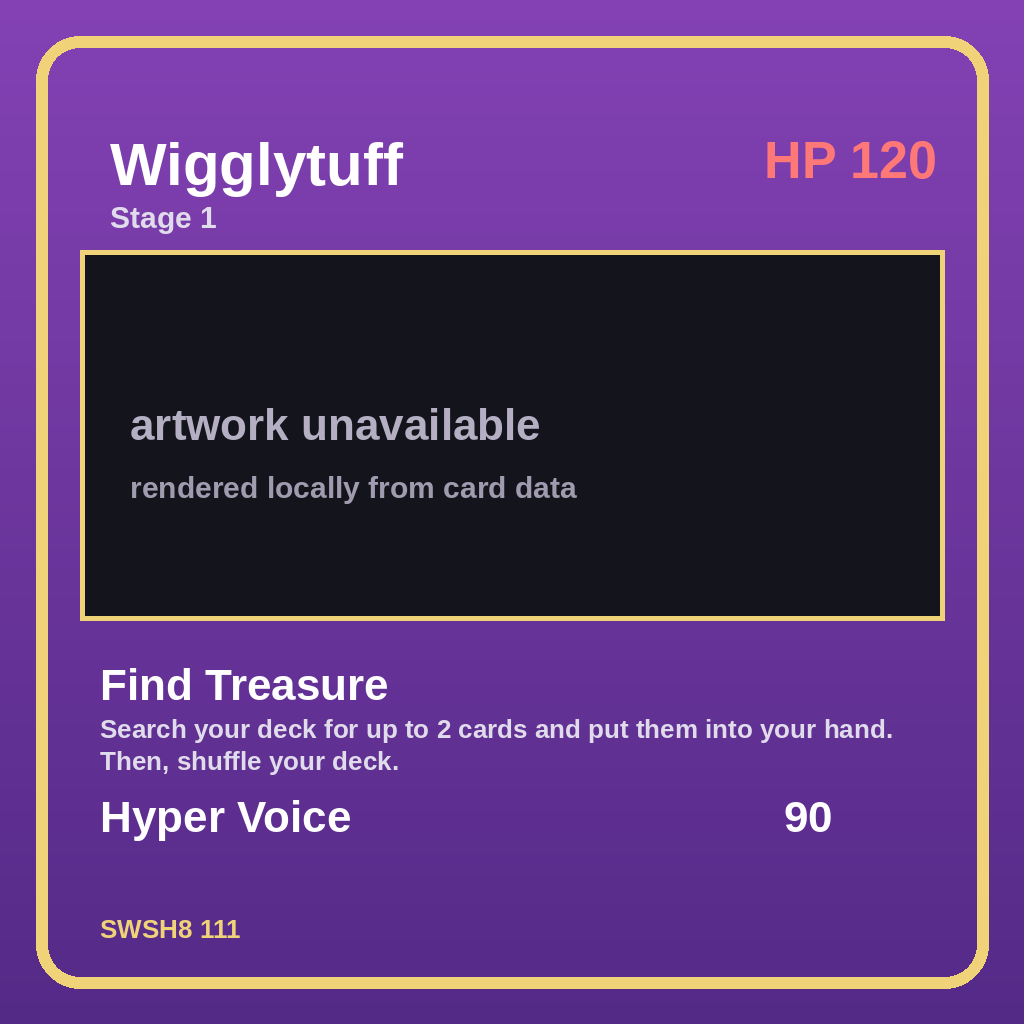 Wigglytuff
HP 120
Stage 1
artwork unavailable
rendered locally from card data
Find Treasure
Search your deck for up to 2 cards and put them into your hand.
Then, shuffle your deck.
Hyper Voice 90
SWSH8 111